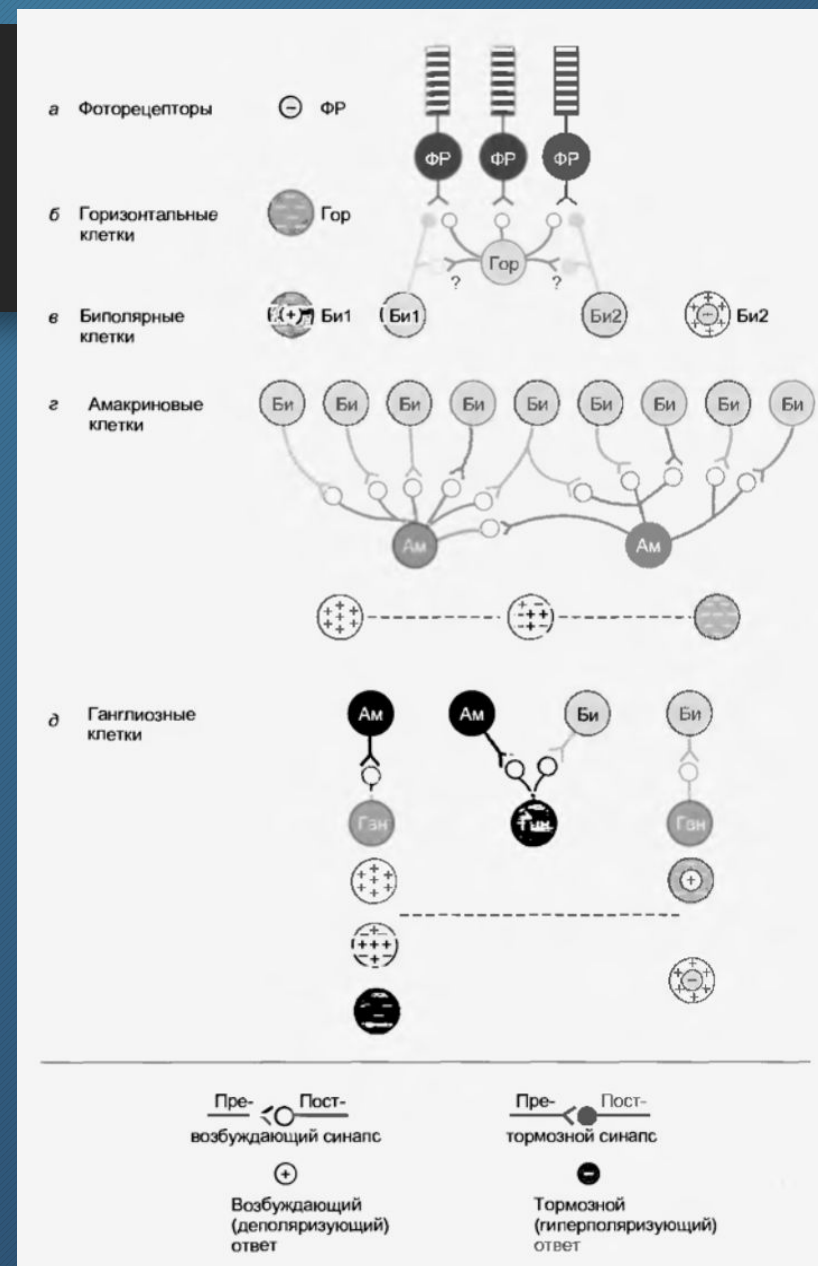 а Фоторецепторы ФР
ФР ФР ФР
б Горизонтальные
клетки
Гор
Гор
? ?
в Биполярные
клетки
Би1 Би1 Би2 Би2
г Амакриновые
клетки
Би Би Би Би Би Би Би Би Би
Ам Ам
д Ганглиозные
клетки
Ам Ам Би Би
Ган Ган Ган
Пре- Пост-
возбуждающий синапс
Возбуждающий
(деполяризующий)
ответ
Пре- Пост-
тормозной синапс
Тормозной
(гиперполяризующий)
ответ